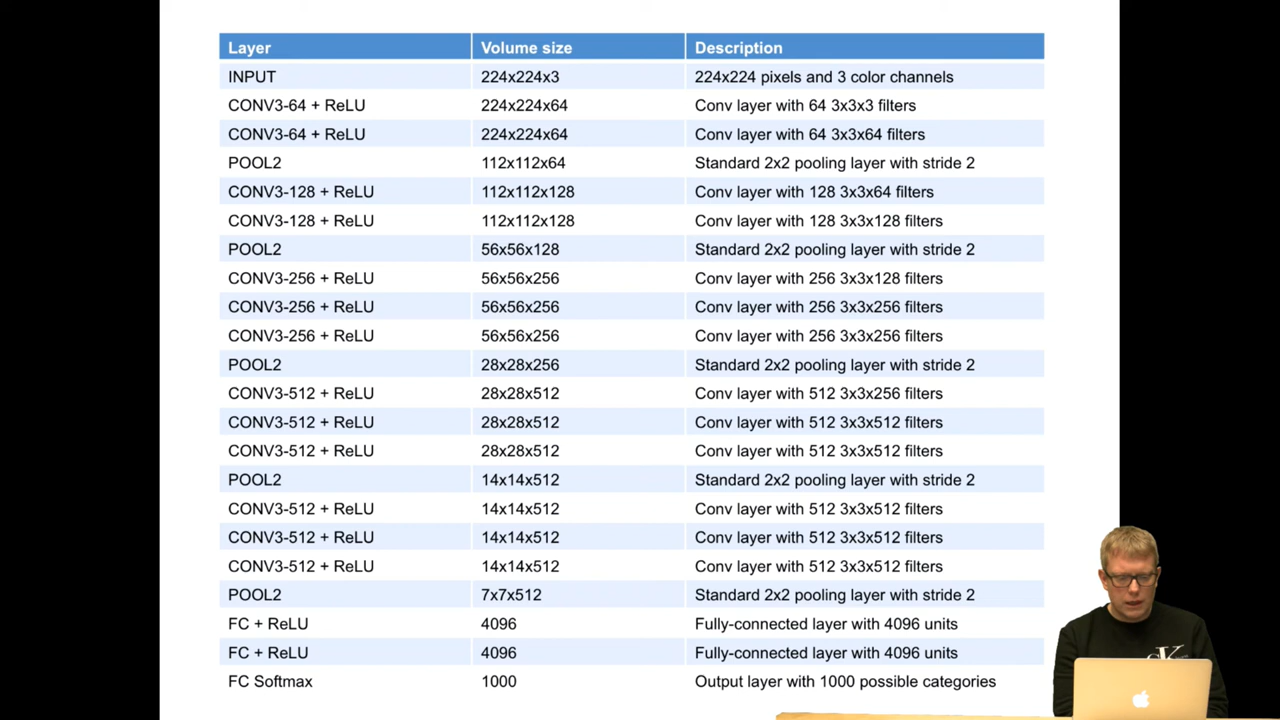 Layer Volume size Description
INPUT 224x224x3 224x224 pixels and 3 color channels
CONV3-64 + ReLU 224x224x64 Conv layer with 64 3x3x3 filters
CONV3-64 + ReLU 224x224x64 Conv layer with 64 3x3x64 filters
POOL2 112x112x64 Standard 2x2 pooling layer with stride 2
CONV3-128 + ReLU 112x112x128 Conv layer with 128 3x3x64 filters
CONV3-128 + ReLU 112x112x128 Conv layer with 128 3x3x128 filters
POOL2 56x56x128 Standard 2x2 pooling layer with stride 2
CONV3-256 + ReLU 56x56x256 Conv layer with 256 3x3x128 filters
CONV3-256 + ReLU 56x56x256 Conv layer with 256 3x3x256 filters
CONV3-256 + ReLU 56x56x256 Conv layer with 256 3x3x256 filters
POOL2 28x28x256 Standard 2x2 pooling layer with stride 2
CONV3-512 + ReLU 28x28x512 Conv layer with 512 3x3x256 filters
CONV3-512 + ReLU 28x28x512 Conv layer with 512 3x3x512 filters
CONV3-512 + ReLU 28x28x512 Conv layer with 512 3x3x512 filters
POOL2 14x14x512 Standard 2x2 pooling layer with stride 2
CONV3-512 + ReLU 14x14x512 Conv layer with 512 3x3x512 filters
CONV3-512 + ReLU 14x14x512 Conv layer with 512 3x3x512 filters
CONV3-512 + ReLU 14x14x512 Conv layer with 512 3x3x512 filters
POOL2 7x7x512 Standard 2x2 pooling layer with stride 2
FC + ReLU 4096 Fully-connected layer with 4096 units
FC + ReLU 4096 Fully-connected layer with 4096 units
FC Softmax 1000 Output layer with 1000 possible categories